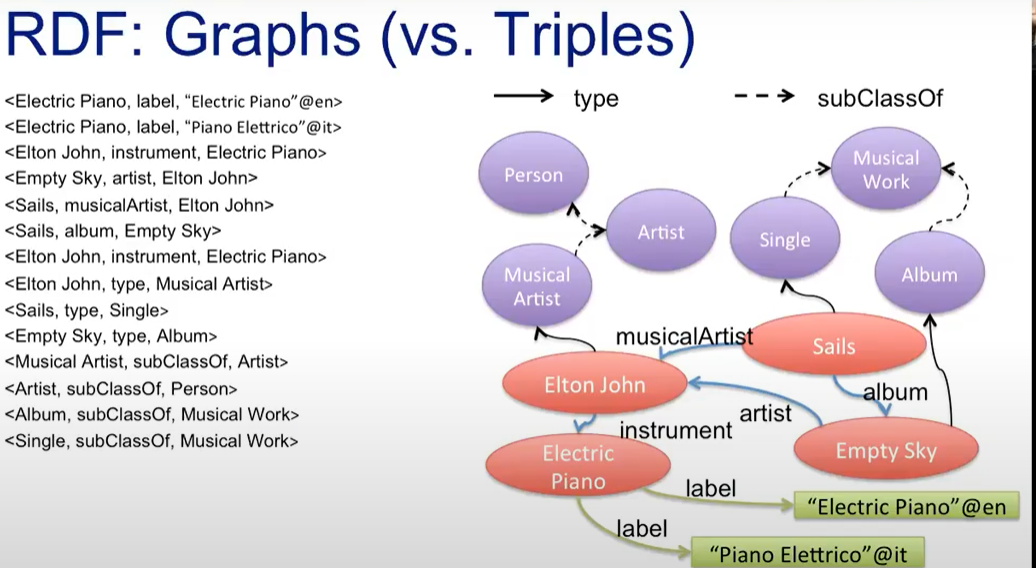 RDF: Graphs (vs. Triples)
<Electric Piano, label, “Electric Piano”@en>
<Electric Piano, label, “Piano Elettrico”@it>
<Elton John, instrument, Electric Piano>
<Empty Sky, artist, Elton John>
<Sails, musicalArtist, Elton John>
<Sails, album, Empty Sky>
<Elton John, instrument, Electric Piano>
<Elton John, type, Musical Artist>
<Sails, type, Single>
<Empty Sky, type, Album>
<Musical Artist, subClassOf, Artist>
<Artist, subClassOf, Person>
<Album, subClassOf, Musical Work>
<Single, subClassOf, Musical Work>
type
subClassOf
Person
Musical
Work
Artist
Single
Musical
Artist
Album
musicalArtist
Sails
Elton John
album
artist
instrument
Electric
Piano
Empty Sky
label
“Electric Piano”@en
label
“Piano Elettrico”@it